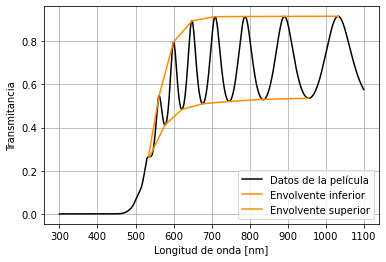 0.8
0.6
0.4
0.2
0.0
Transmitancia
Datos de la película
Envolvente inferior
Envolvente superior
300 400 500 600 700 800 900 1000 1100
Longitud de onda [nm]